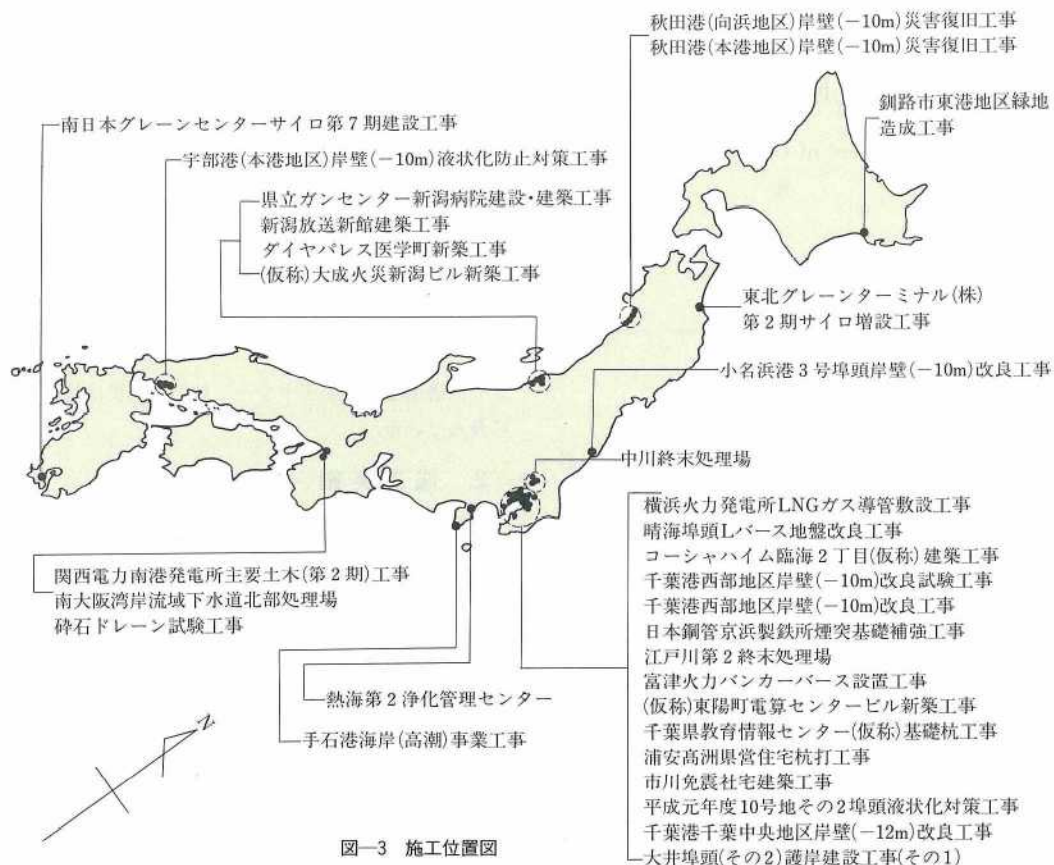 秋田港(向浜地区)岸壁(−10m)災害復旧工事
秋田港(本港地区)岸壁(−10m)災害復旧工事
釧路市東港地区緑地
造成工事
南日本グレーンセンターサイロ第7期建設工事
宇部港(本港地区)岸壁(−10m)液状化防止対策工事
県立ガンセンター新潟病院建設・建築工事
新潟放送新館建築工事
ダイヤパレス医学町新築工事
(仮称)大成火災新潟ビル新築工事
東北グレーンターミナル(株)
第2期サイロ増設工事
小名浜港3号埠頭岸壁(−10m)改良工事
中川終末処理場
横浜火力発電所LNGガス導管敷設工事
晴海埠頭Lバース地盤改良工事
コーシャハイム臨海2丁目(仮称)建築工事
千葉港西部地区岸壁(−10m)改良試験工事
千葉港西部地区岸壁(−10m)改良工事
日本鋼管京浜製鉄所煙突基礎補強工事
江戸川第2終末処理場
富津火力バンカーバース設置工事
(仮称)東陽町電算センタービル新築工事
千葉県教育情報センター(仮称)基礎杭工事
浦安高洲県営住宅杭打工事
市川免震社宅建築工事
平成元年度10号地その2埠頭液状化対策工事
千葉港千葉中央地区岸壁(−12m)改良工事
大井埠頭(その2)護岸建設工事(その1)
関西電力南港発電所主要土木(第2期)工事
南大阪湾岸流域下水道北部処理場
砕石ドレーン試験工事
熱海第2浄化管理センター
手石港海岸(高潮)事業工事
N
図—3 施工位置図